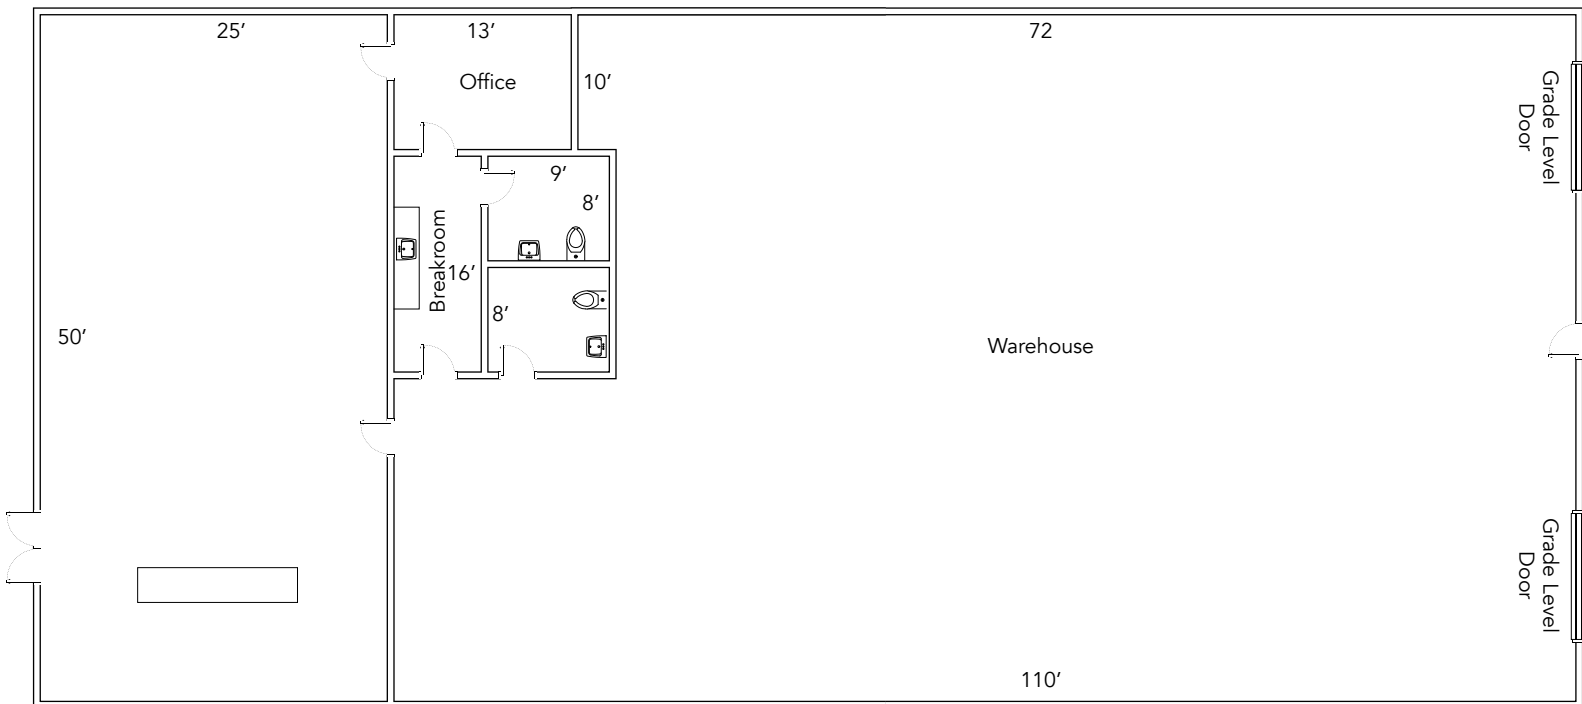 25’
13’
72
Office
10’
Grade Level
Door
9’
8’
Breakroom
16’
8’
50’
Warehouse
Grade Level
Door
110’